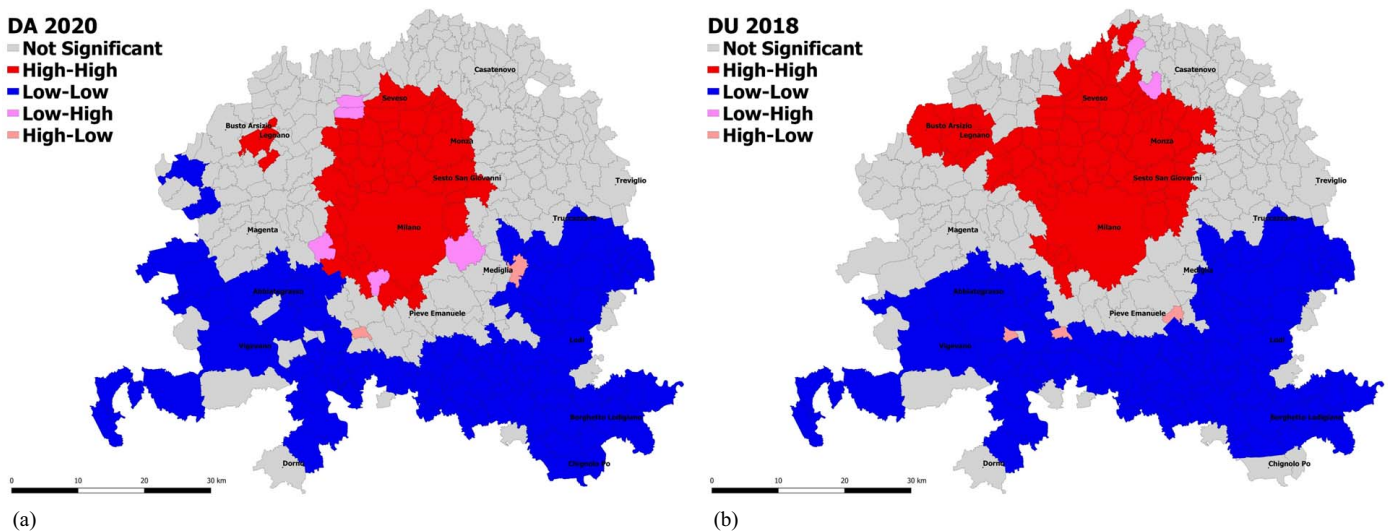 DA 2020
Not Significant
High-High
Low-Low
Low-High
High-Low
Casatenovo
Seveso
Busto Arsizio
Legnano
Monza
Sesto San Giovanni
Treviglio
Magenta
Milano
Mediglia
Abbiategrasso
Pieve Emanuele
Vigevano
Lodi
Borghetto Lodigiano
Dorno
Chignolo Po
0 10 20 30 km
(a)
DU 2018
Not Significant
High-High
Low-Low
Low-High
High-Low
Casatenovo
Seveso
Busto Arsizio
Legnano
Monza
Sesto San Giovanni
Treviglio
Magenta
Milano
Mediglia
Abbiategrasso
Pieve Emanuele
Vigevano
Lodi
Borghetto Lodigiano
Dorno
Chignolo Po
0 10 20 30 km
(b)